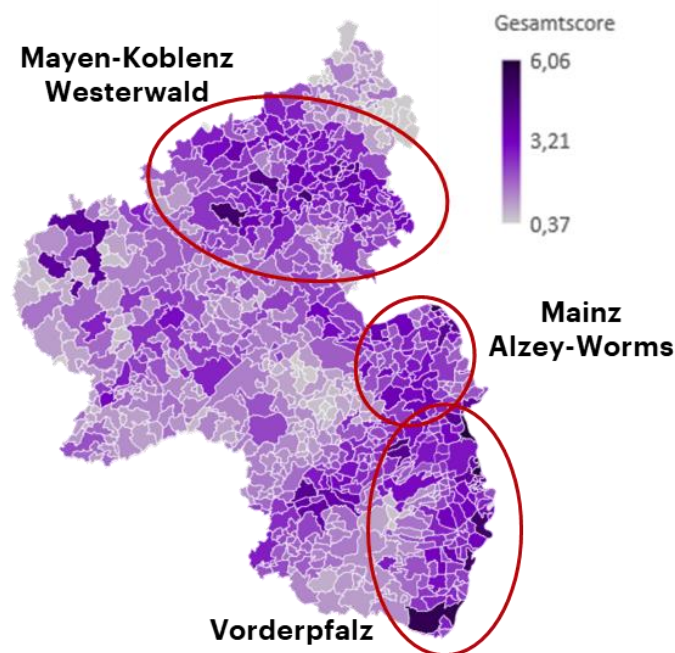 Gesamtscore
6,06
3,21
0,37
Mayen-Koblenz
Westerwald
Mainz
Alzey-Worms
Vorderpfalz